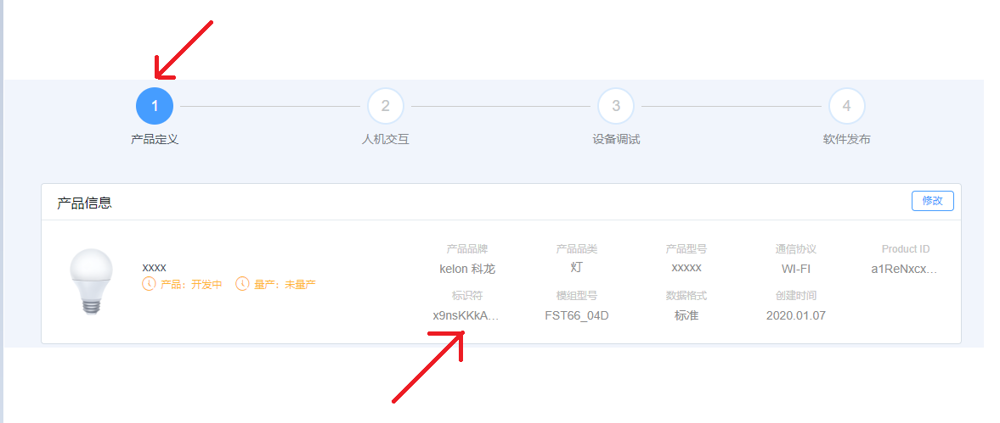 1 2 3 4
产品定义 人机交互 设备调试 软件发布
产品信息 修改
产品品牌 产品品类 产品型号 通信协议 Product ID
xxxx kelon 科龙 灯 xxxxx WI-FI a1ReNxcx...
产品：开发中 量产：未量产
标识符 模组型号 数据格式 创建时间
x9nsKKkA... FST66_04D 标准 2020.01.07